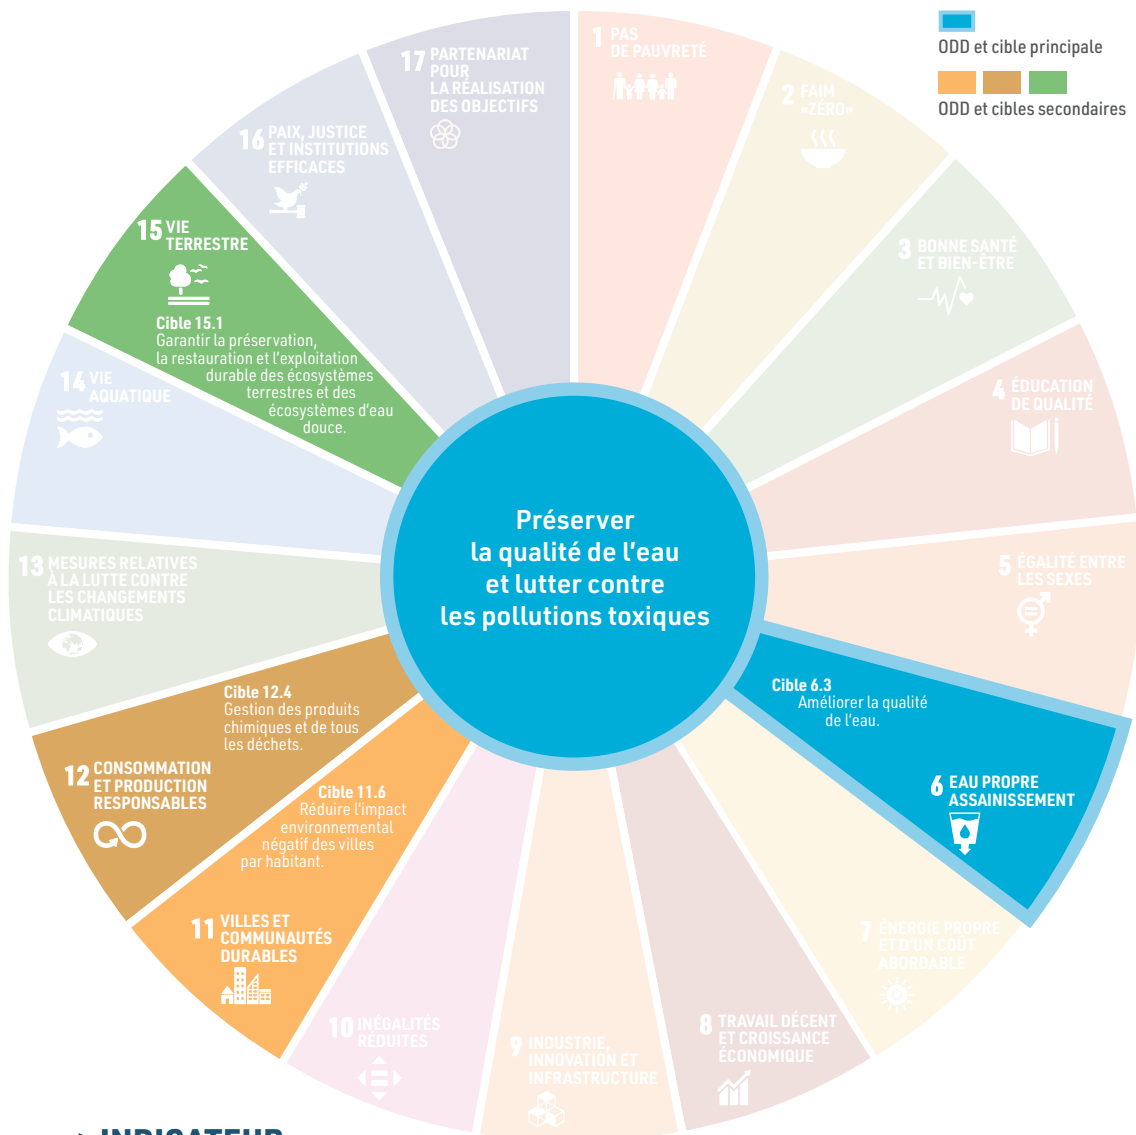 ODD et cible principale
ODD et cibles secondaires
1 PAS
DE PAUVRETÉ
2 FAIM
«ZÉRO»
3 BONNE SANTÉ
ET BIEN-ÊTRE
4 ÉDUCATION
DE QUALITÉ
5 ÉGALITÉ ENTRE
LES SEXES
Cible 6.3
Améliorer la qualité
de l’eau.
6 EAU PROPRE
ASSAINISSEMENT
7 ÉNERGIE PROPRE
ET D'UN COÛT
ABORDABLE
8 TRAVAIL DÉCENT
ET CROISSANCE
ÉCONOMIQUE
9 INDUSTRIE,
INNOVATION ET
INFRASTRUCTURE
10 INÉGALITÉS
RÉDUITES
Cible 11.6
Réduire l’impact
environnemental
négatif des villes
par habitant.
11 VILLES ET
COMMUNAUTÉS
DURABLES
Cible 12.4
Gestion des produits
chimiques et de tous
les déchets.
12 CONSOMMATION
ET PRODUCTION
RESPONSABLES
13 MESURES RELATIVES
À LA LUTTE CONTRE
LES CHANGEMENTS
CLIMATIQUES
14 VIE
AQUATIQUE
15 VIE
TERRESTRE
Cible 15.1
Garantir la préservation,
la restauration et l’exploitation
durable des écosystèmes
terrestres et des
écosystèmes d’eau
douce.
16 PAIX, JUSTICE
ET INSTITUTIONS
EFFICACES
17 PARTENARIAT
POUR
LA RÉALISATION
DES OBJECTIFS
Préserver
la qualité de l’eau
et lutter contre
les pollutions toxiques
INDICATEUR